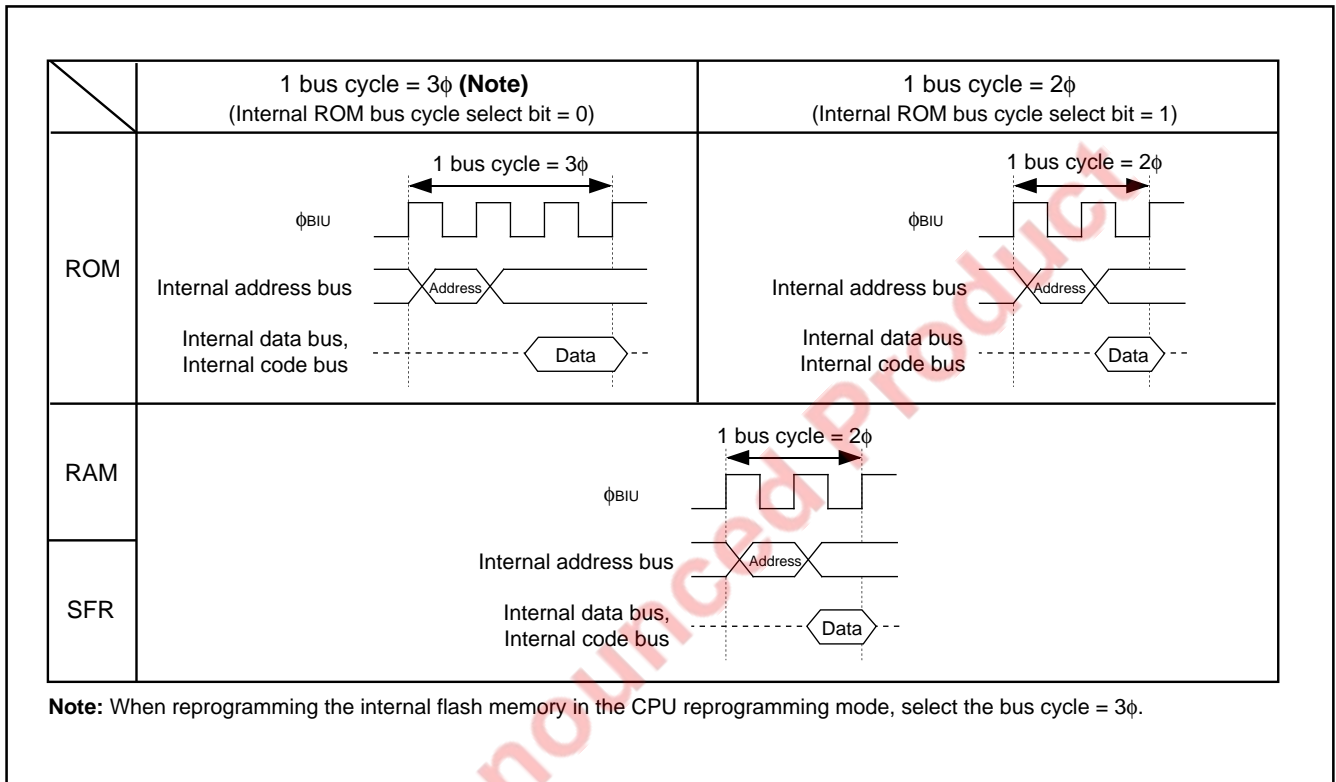 1 bus cycle = 3ϕ (Note)
(Internal ROM bus cycle select bit = 0)
1 bus cycle = 2ϕ
(Internal ROM bus cycle select bit = 1)
ROM
1 bus cycle = 3ϕ
ϕBIU
Internal address bus
Address
Internal data bus,
Internal code bus
Data
1 bus cycle = 2ϕ
ϕBIU
Internal address bus
Address
Internal data bus
Internal code bus
Data
RAM
SFR
1 bus cycle = 2ϕ
ϕBIU
Internal address bus
Address
Internal data bus,
Internal code bus
Data
Note: When reprogramming the internal flash memory in the CPU reprogramming mode, select the bus cycle = 3ϕ.
Product